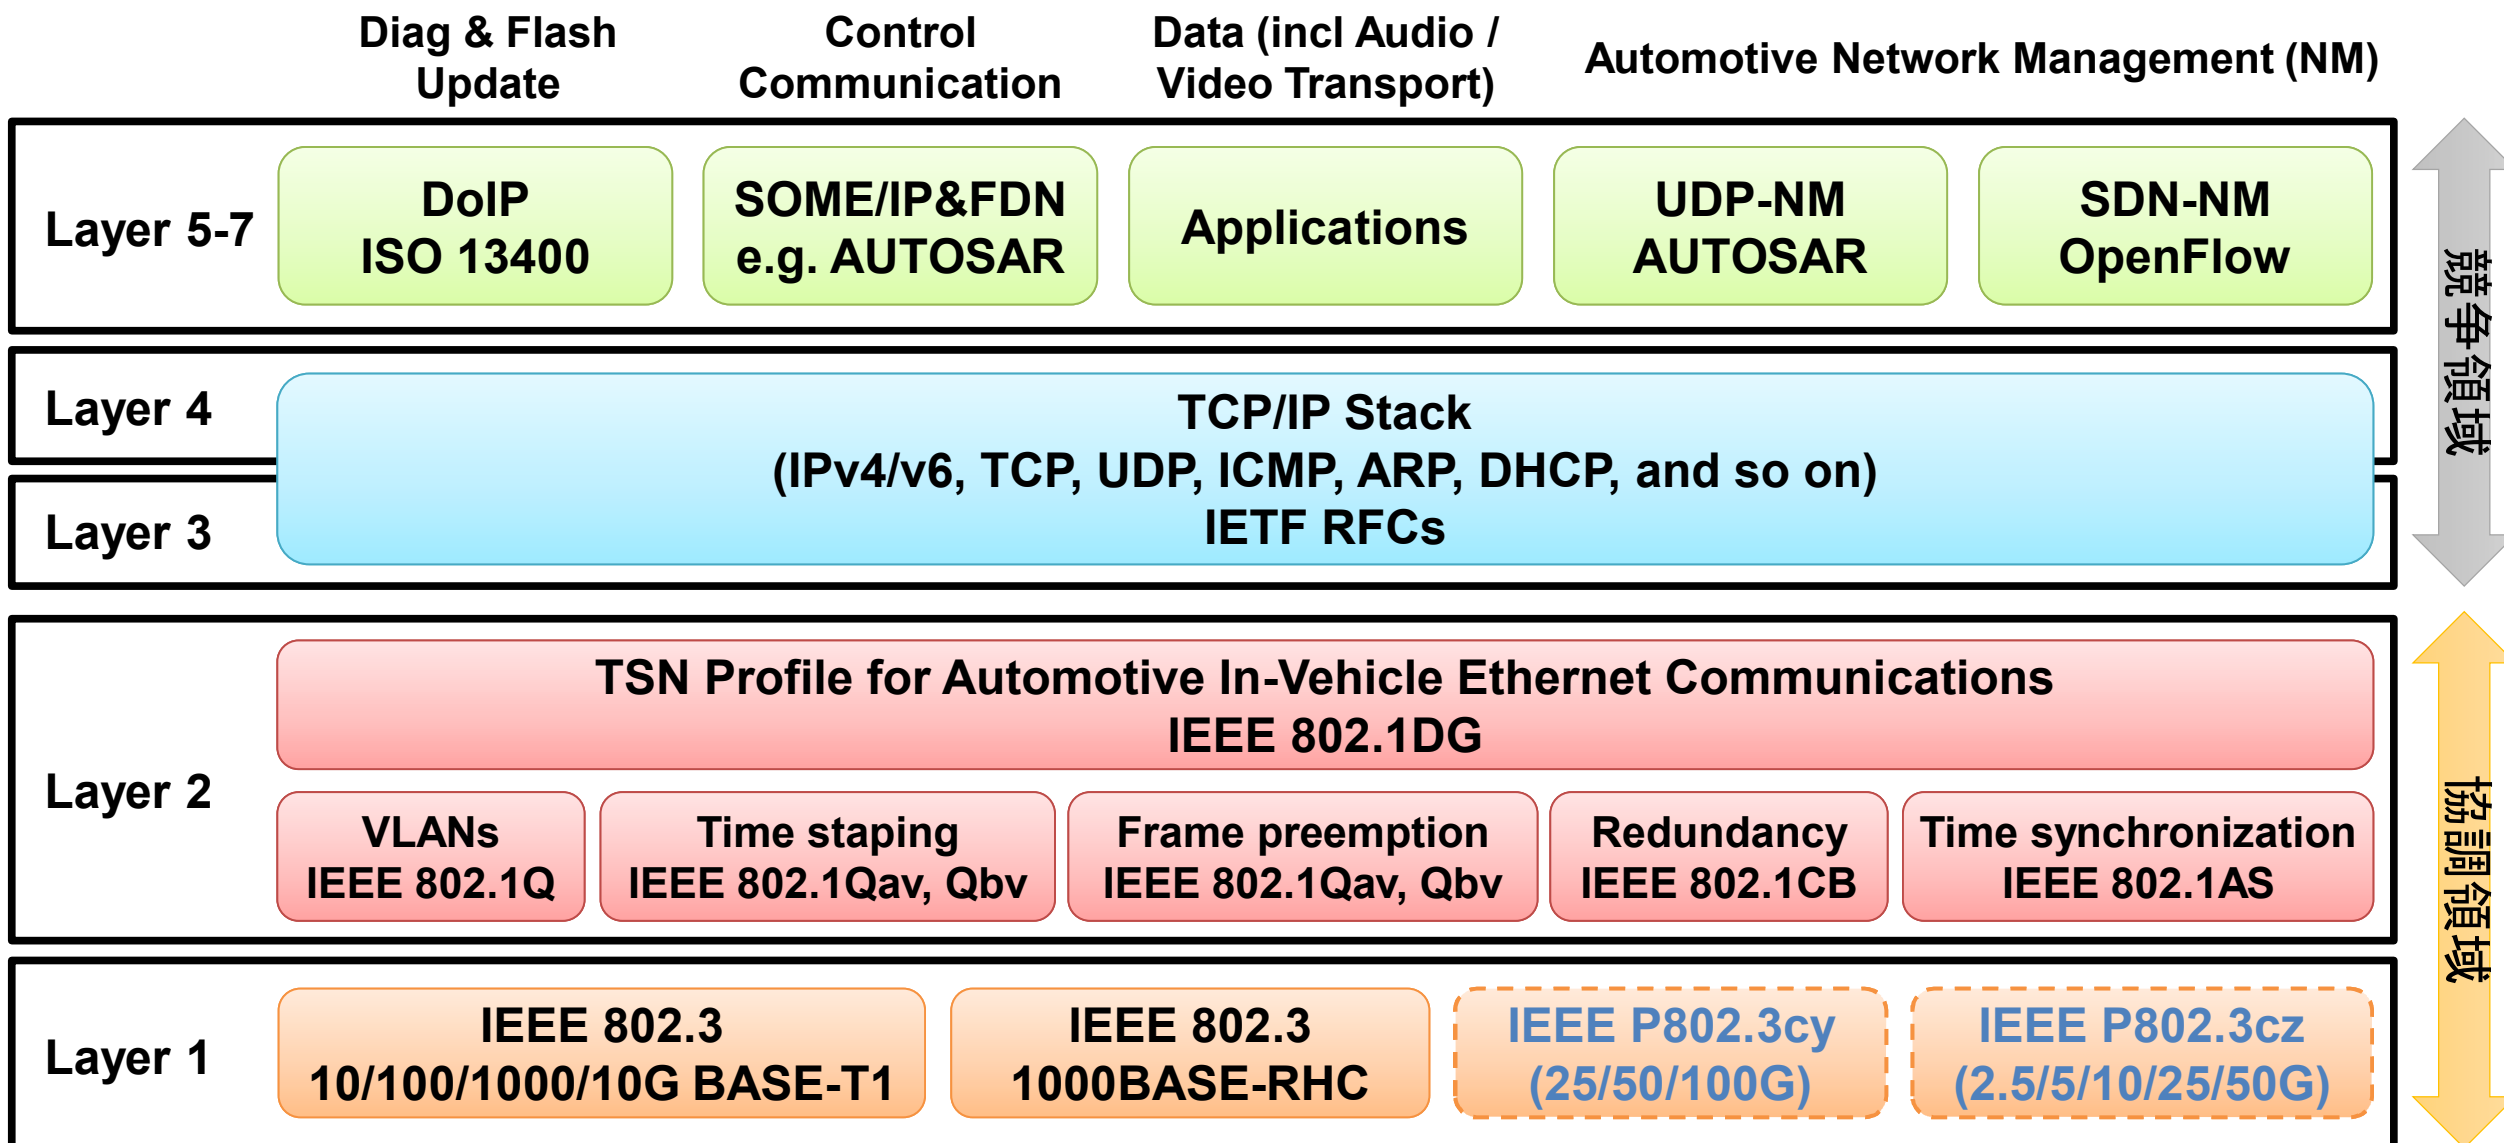 Diag & Flash
Update
Control
Communication
Data (incl Audio /
Video Transport)
Automotive Network Management (NM)
Layer 5-7
DoIP
ISO 13400
SOME/IP&FDN
e.g. AUTOSAR
Applications
UDP-NM
AUTOSAR
SDN-NM
OpenFlow
競争領域
Layer 4
TCP/IP Stack
(IPv4/v6, TCP, UDP, ICMP, ARP, DHCP, and so on)
IETF RFCs
Layer 3
Layer 2
TSN Profile for Automotive In-Vehicle Ethernet Communications
IEEE 802.1DG
VLANs
IEEE 802.1Q
Time staping
IEEE 802.1Qav, Qbv
Frame preemption
IEEE 802.1Qav, Qbv
Redundancy
IEEE 802.1CB
Time synchronization
IEEE 802.1AS
協調領域
Layer 1
IEEE 802.3
10/100/1000/10G BASE-T1
IEEE 802.3
1000BASE-RHC
IEEE P802.3cy
(25/50/100G)
IEEE P802.3cz
(2.5/5/10/25/50G)